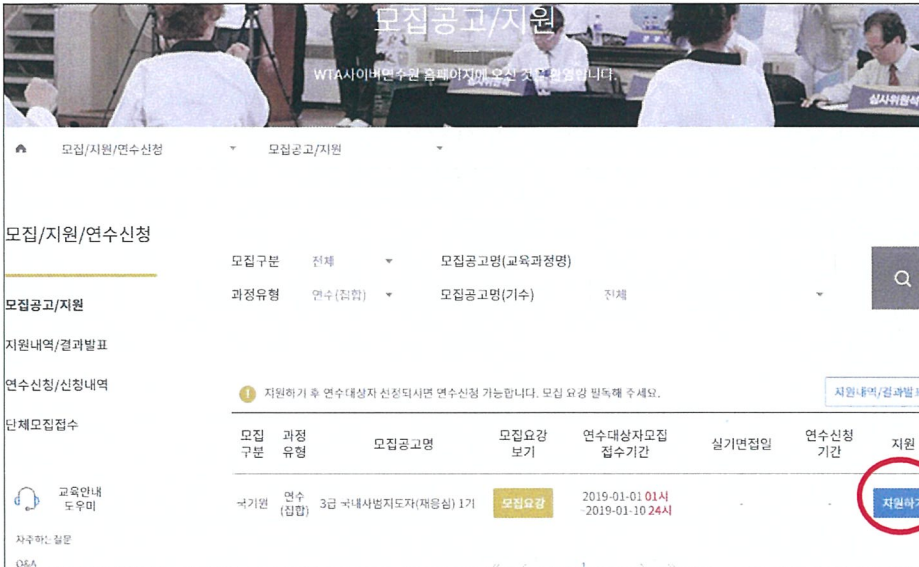 모집공고/지원
WTA사이버연수원 홈페이지에 오신 것을 환영합니다.
심사위원석
심사위원석
모집/지원/연수신청
모집공고/지원
모집/지원/연수신청
모집공고/지원
지원내역/결과발표
연수신청/신청내역
단체모집접수
교육안내
도우미
자주하는질문
Q&A
모집구분 전체 모집공고명(교육과정명)
과정유형 연수(집합) 모집공고명(기수) 전체
지원하기 후 연수대상자 선정되시면 연수신청 가능합니다. 모집 요강 필독해 주세요.
지원내역/결과발표
모집 구분 과정 유형 모집공고명 모집요강 보기 연수대상자모집 접수기간 실기면접일 연수신청 기간 지원
국기원 연수 (집합) 3급 국내사범지도자(재응심) 1기 모집요강 2019-01-01 01시 ~2019-01-10 24시 - - 지원하기